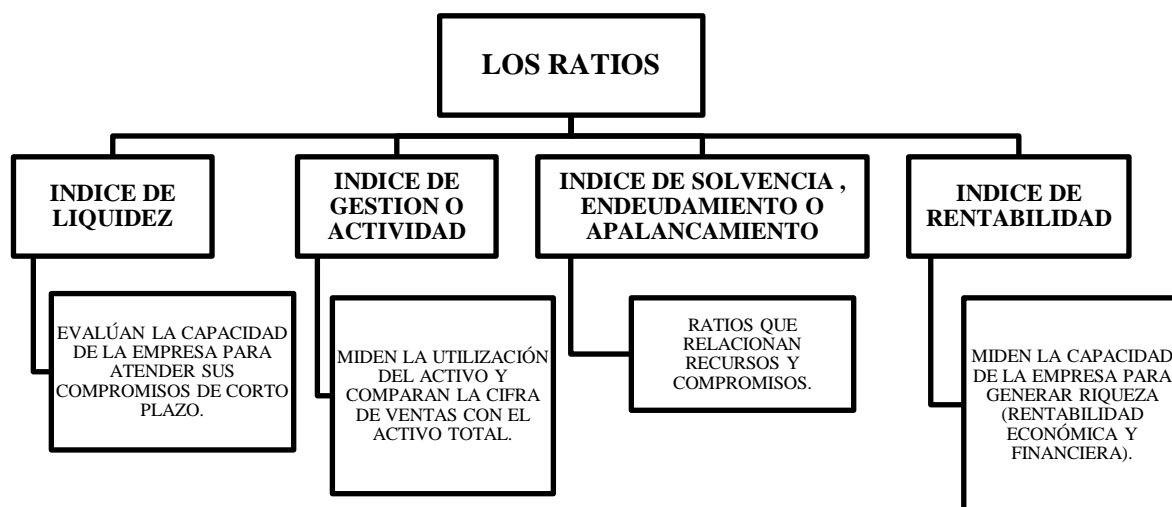 LOS RATIOS
INDICE DE
LIQUIDEZ
EVALÚAN LA CAPACIDAD
DE LA EMPRESA PARA
ATENDER SUS
COMPROMISOS DE CORTO
PLAZO.
INDICE DE
GESTION O
ACTIVIDAD
MIDEN LA UTILIZACIÓN
DEL ACTIVO Y
COMPARAN LA CIFRA
DE VENTAS CON EL
ACTIVO TOTAL.
INDICE DE SOLVENCIA ,
ENDEUDAMIENTO O
APALANCAMIENTO
RATIOS QUE
RELACIONAN
RECURSOS Y
COMPROMISOS.
INDICE DE
RENTABILIDAD
MIDEN LA CAPACIDAD
DE LA EMPRESA PARA
GENERAR RIQUEZA
(RENTABILIDAD
ECONÓMICA Y
FINANCIERA).